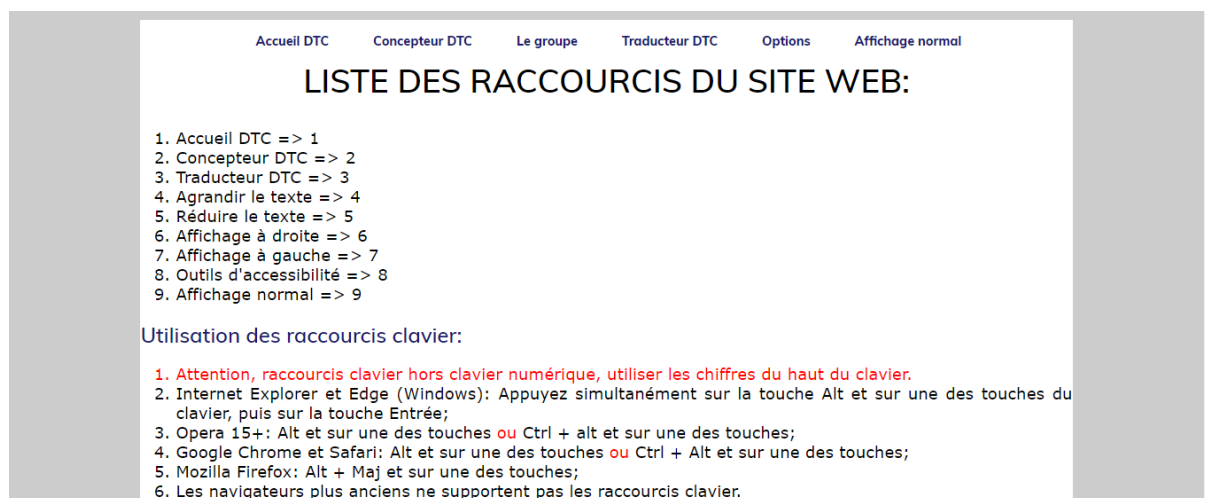 Accueil DTC Concepteur DTC Le groupe Traducteur DTC Options Affichage normal
LISTE DES RACCOURCIS DU SITE WEB:
1. Accueil DTC => 1
2. Concepteur DTC => 2
3. Traducteur DTC => 3
4. Agrandir le texte => 4
5. Réduire le texte => 5
6. Affichage à droite => 6
7. Affichage à gauche => 7
8. Outils d'accessibilité => 8
9. Affichage normal => 9
Utilisation des raccourcis clavier:
1. Attention, raccourcis clavier hors clavier numérique, utiliser les chiffres du haut du clavier.
2. Internet Explorer et Edge (Windows): Appuyez simultanément sur la touche Alt et sur une des touches du
clavier, puis sur la touche Entrée;
3. Opera 15+: Alt et sur une des touches ou Ctrl + alt et sur une des touches;
4. Google Chrome et Safari: Alt et sur une des touches ou Ctrl + Alt et sur une des touches;
5. Mozilla Firefox: Alt + Maj et sur une des touches;
6. Les navigateurs plus anciens ne supportent pas les raccourcis clavier.